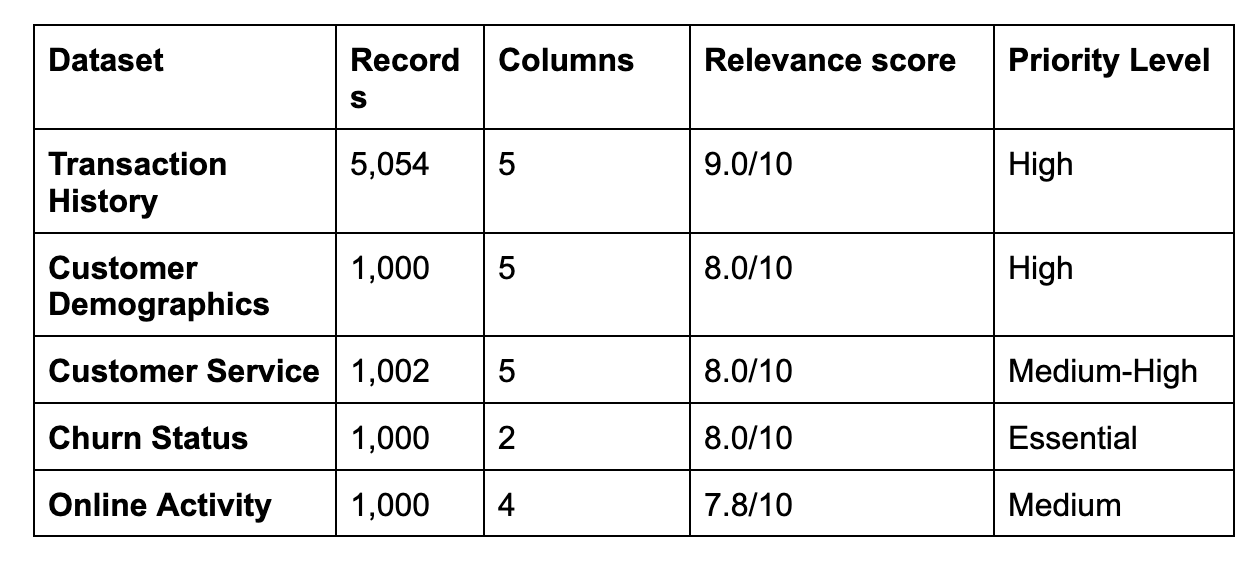 Dataset Record Columns Relevance score Priority Level
s
Transaction 5,054 5 9.0/10 High
History
Customer 1,000 5 8.0/10 High
Demographics
Customer Service 1,002 5 8.0/10 Medium-High
Churn Status 1,000 2 8.0/10 Essential
Online Activity 1,000 4 7.8/10 Medium